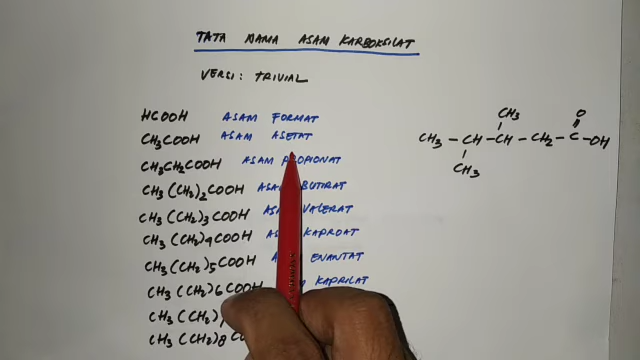 TATA NAMA ASAM KARBOKSILAT
VERSI: TRIVIAL
HCOOH ASAM FORMAT
CH3COOH ASAM ASETAT
CH3CH2COOH ASAM PROPIONAT
CH3(CH2)2COOH ASAM BUTIRAT
CH3(CH2)3COOH ASAM VALERAT
CH3(CH2)4COOH KAPROAT
CH3(CH2)5COOH ENANTAT
CH3(CH2)6COOH KAPRILAT
CH3(CH2)
CH3(CH2)8
CH3 O
CH3 - CH - CH - CH2 - C - OH
CH3